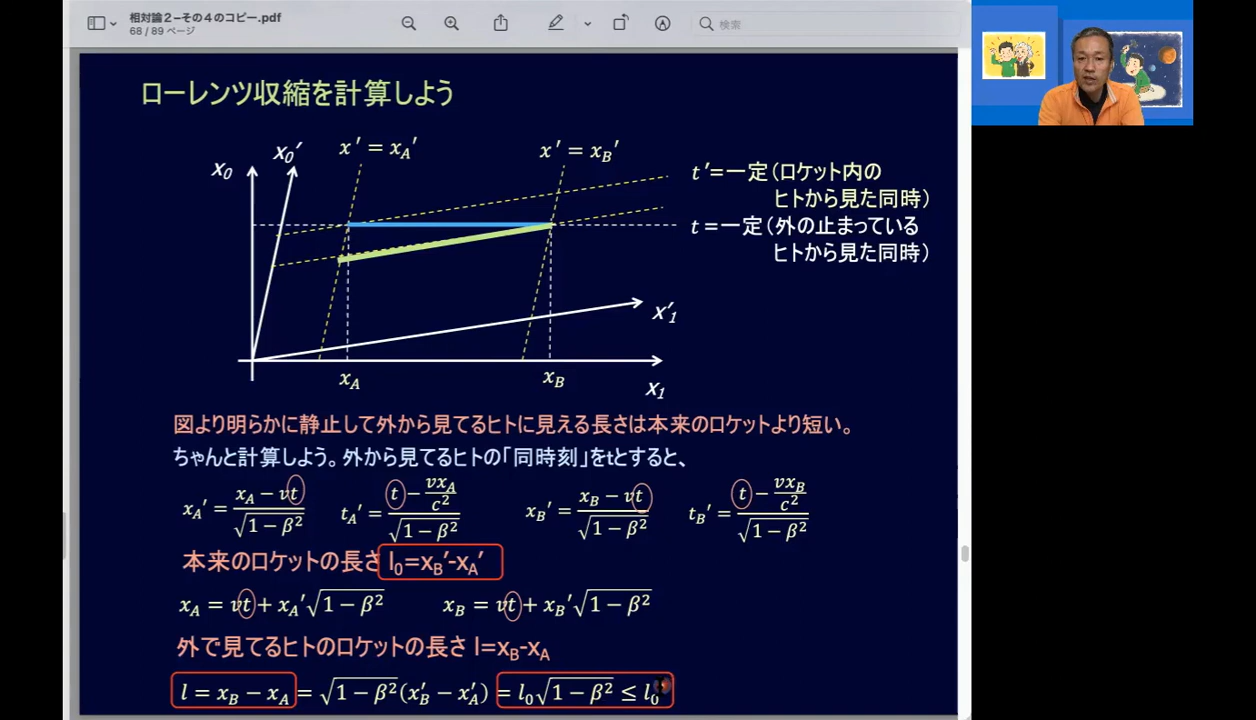 相対論２−その４のコピー.pdf
68 / 89 ページ
検索
ローレンツ収縮を計算しよう
x₀
x₀′
x′ = x_A′
x′ = x_B′
t′=一定（ロケット内の
ヒトから見た同時）
t =一定（外の止まっている
ヒトから見た同時）
x′₁
x_A
x_B
x₁
図より明らかに静止して外から見てるヒトに見える長さは本来のロケットより短い。
ちゃんと計算しよう。外から見てるヒトの「同時刻」をtとすると、
x_A′ = (x_A − vt)/√(1 − β²) t_A′ = (t − vx_A/c²)/√(1 − β²) x_B′ = (x_B − vt)/√(1 − β²) t_B′ = (t − vx_B/c²)/√(1 − β²)
本来のロケットの長さ l₀=x_B′-x_A′
x_A = vt + x_A′√(1 − β²) x_B = vt + x_B′√(1 − β²)
外で見てるヒトのロケットの長さ l=x_B-x_A
l = x_B − x_A = √(1 − β²)(x′_B − x′_A) = l₀√(1 − β²) ≤ l₀